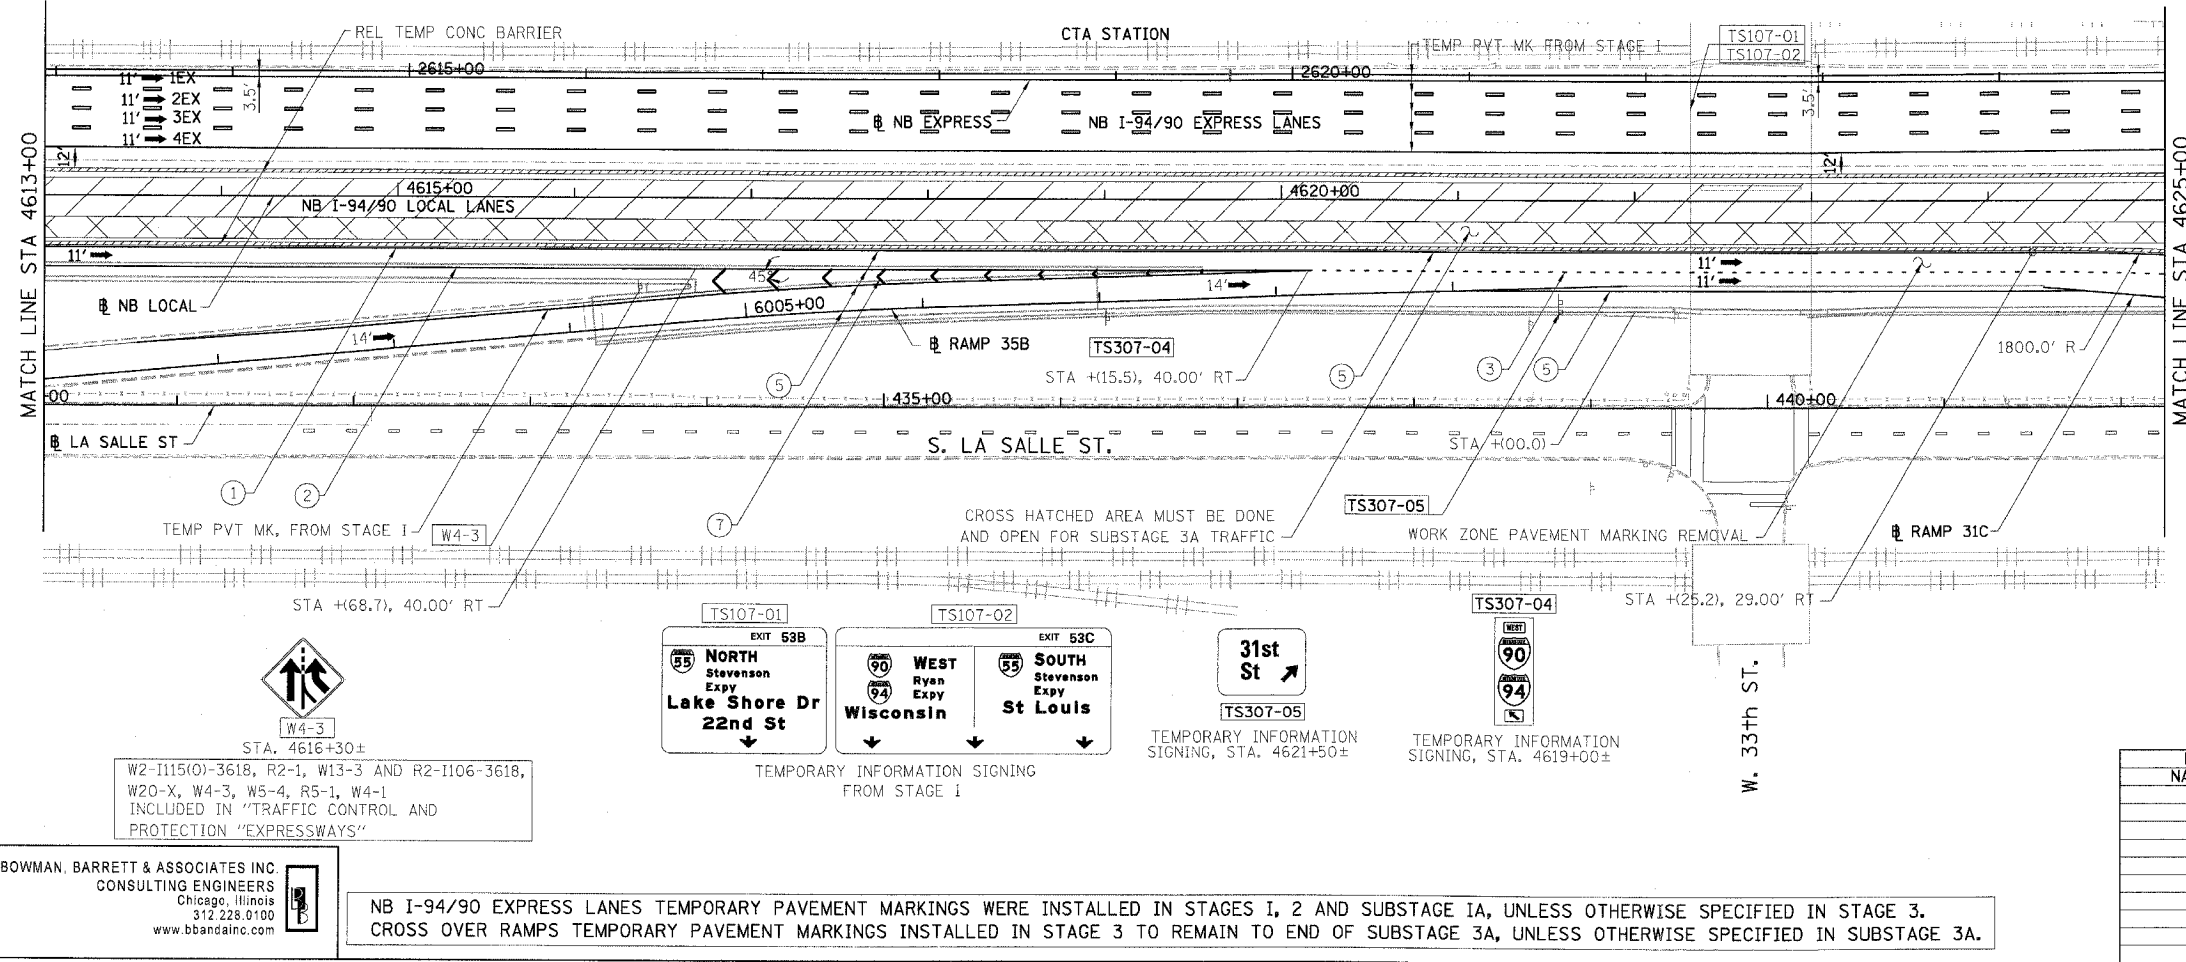 REL TEMP CONC BARRIER
CTA STATION
TEMP PVT MK FROM STAGE I
TS107-01
TS107-02
2615+00
2620+00
11' 1EX
11' 2EX
11' 3EX
11' 4EX
3.5'
3.5'
℄ NB EXPRESS
NB I-94/90 EXPRESS LANES
12'
12'
MATCH LINE STA 4613+00
MATCH LINE STA 4625+00
4615+00
4620+00
NB I-94/90 LOCAL LANES
11'
45°
11'
11'
14'
℄ NB LOCAL
6005+00
14'
℄ RAMP 35B
TS307-04
STA +(15.5), 40.00' RT
5
5
3
5
1800.0' R
00
435+00
440+00
℄ LA SALLE ST
S. LA SALLE ST.
STA +(00.0)
1
2
7
TS307-05
TEMP PVT MK, FROM STAGE I
W4-3
CROSS HATCHED AREA MUST BE DONE
AND OPEN FOR SUBSTAGE 3A TRAFFIC
WORK ZONE PAVEMENT MARKING REMOVAL
℄ RAMP 31C
STA +(68.7), 40.00' RT
STA +(25.2), 29.00' RT
W. 33th ST.
W4-3
STA. 4616+30±
W2-I115(O)-3618, R2-1, W13-3 AND R2-I106-3618,
W20-X, W4-3, W5-4, R5-1, W4-1
INCLUDED IN "TRAFFIC CONTROL AND
PROTECTION "EXPRESSWAYS"
TS107-01
EXIT 53B
55 NORTH
Stevenson
Expy
Lake Shore Dr
22nd St
TS107-02
EXIT 53C
90 WEST
94 Ryan
Expy
Wisconsin
55 SOUTH
Stevenson
Expy
St Louis
TEMPORARY INFORMATION SIGNING
FROM STAGE I
31st
St
TS307-05
TEMPORARY INFORMATION
SIGNING, STA. 4621+50±
TS307-04
WEST
90
94
TEMPORARY INFORMATION
SIGNING, STA. 4619+00±
BOWMAN, BARRETT & ASSOCIATES INC.
CONSULTING ENGINEERS
Chicago, Illinois
312.228.0100
www.bbandainc.com
NB I-94/90 EXPRESS LANES TEMPORARY PAVEMENT MARKINGS WERE INSTALLED IN STAGES I, 2 AND SUBSTAGE IA, UNLESS OTHERWISE SPECIFIED IN STAGE 3.
CROSS OVER RAMPS TEMPORARY PAVEMENT MARKINGS INSTALLED IN STAGE 3 TO REMAIN TO END OF SUBSTAGE 3A, UNLESS OTHERWISE SPECIFIED IN SUBSTAGE 3A.